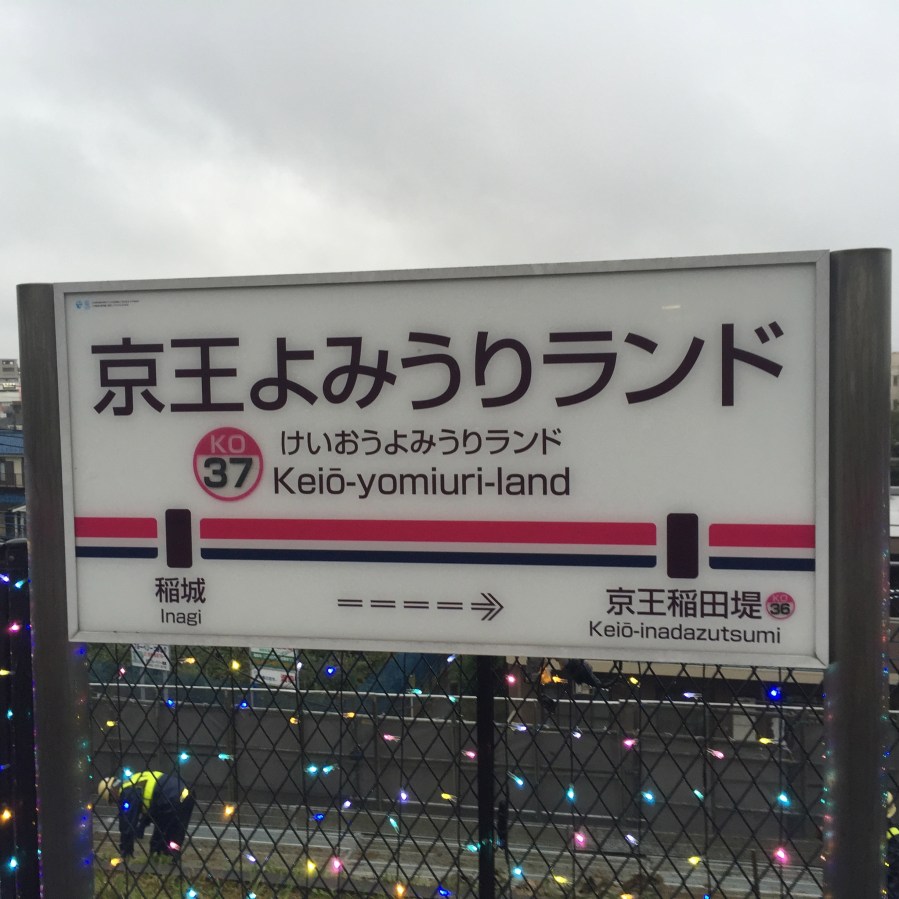 京王よみうりランド
KO
37
けいおうよみうりランド
Keiō-yomiuri-land
稲城
Inagi
京王稲田堤
KO
36
Keiō-inadazutsumi